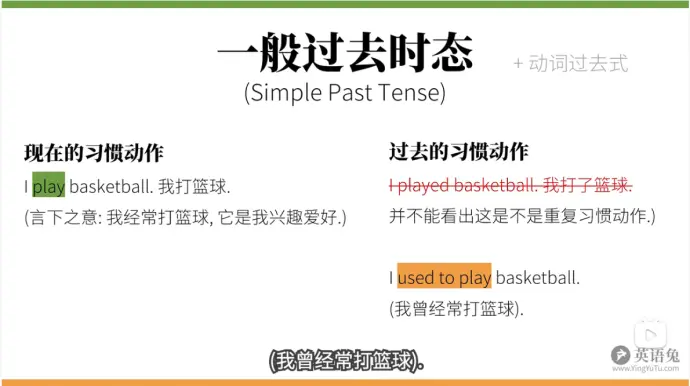 一般过去时态
+ 动词过去式
(Simple Past Tense)
现在的习惯动作
I play basketball. 我打篮球.
(言下之意: 我经常打篮球, 它是我兴趣爱好.)
过去的习惯动作
I played basketball. 我打了篮球.
并不能看出这是不是重复习惯动作.)
I used to play basketball.
(我曾经常打篮球).
(我曾经常打篮球).
英语兔
www.YingYuTu.com